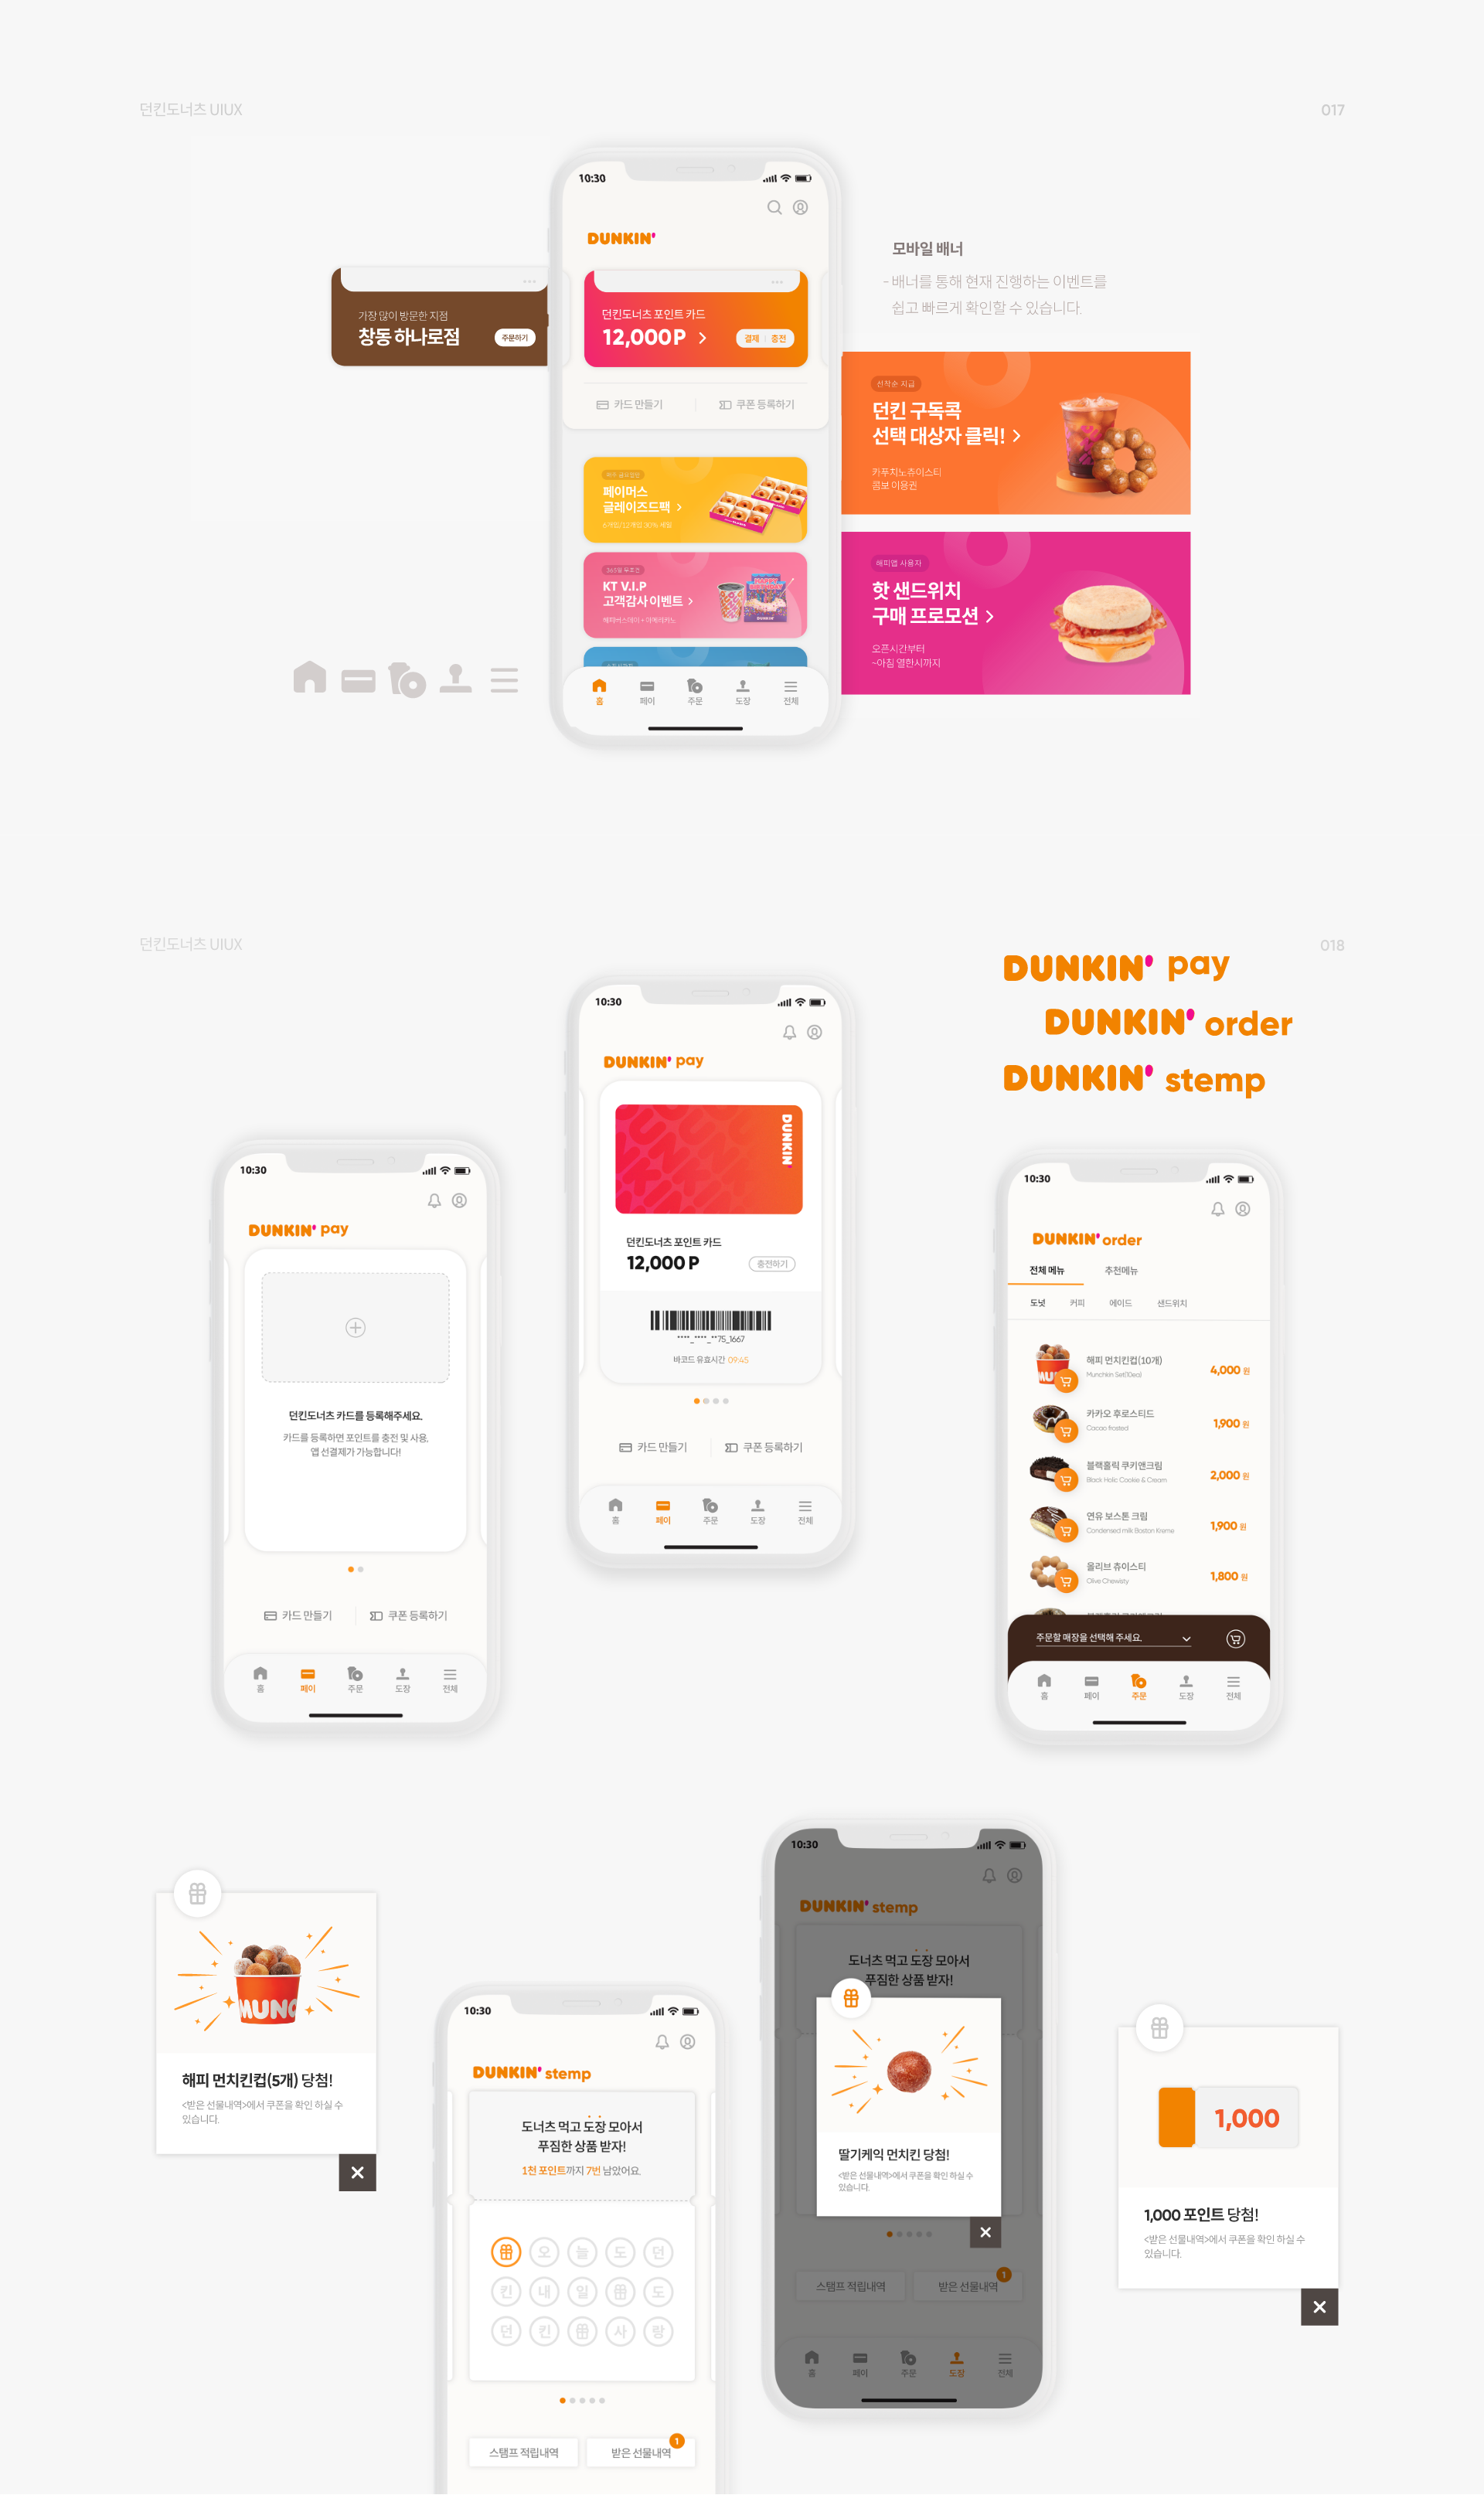 던킨도너츠 UIUX
017
10:30
DUNKIN'
가장 많이 방문한 지점
창동 하나로점
주문하기
던킨도너츠 포인트 카드
12,000P
결제 | 충전
카드 만들기
쿠폰 등록하기
모바일 배너
- 배너를 통해 현재 진행하는 이벤트를
쉽고 빠르게 확인할 수 있습니다.
선착순 지급
던킨 구독콕
선택 대상자 클릭!
카푸치노츄이스티
콤보 이용권
해피앱 사용자
핫 샌드위치
구매 프로모션
오픈시간부터
~아침 열한시까지
페이머스
글레이즈드팩
KT V.I.P
고객감사 이벤트
홈
페이
주문
도장
전체
던킨도너츠 UIUX
018
DUNKIN' pay
DUNKIN' order
DUNKIN' stemp
10:30
DUNKIN' pay
DUNKIN'
던킨도너츠 포인트 카드
12,000 P
충전하기
****_****_**75_1667
바코드 유효시간 09:45
카드 만들기
쿠폰 등록하기
홈
페이
주문
도장
전체
10:30
DUNKIN' pay
던킨도너츠 카드를 등록해주세요.
카드를 등록하면 포인트를 충전 및 사용,
앱 선결제가 가능합니다!
카드 만들기
쿠폰 등록하기
홈
페이
주문
도장
전체
10:30
DUNKIN' order
전체 메뉴
추천메뉴
도넛
커피
에이드
샌드위치
해피 먼치킨컵(10개)
Munchkin Set(10ea)
4,000 원
카카오 후로스티드
Cacao frosted
1,900 원
블랙홀릭 쿠키앤크림
Black Holic Cookie & Cream
2,000 원
연유 보스톤 크림
Condensed milk Boston Kreme
1,900 원
올리브 츄이스티
Olive Chewisty
1,800 원
주문할 매장을 선택해 주세요.
홈
페이
주문
도장
전체
MUNC
해피 먼치킨컵(5개) 당첨!
<받은 선물내역>에서 쿠폰을 확인 하실 수
있습니다.
10:30
DUNKIN' stemp
도너츠 먹고 도장 모아서
푸짐한 상품 받자!
1천 포인트까지 7번 남았어요.
오 늘 도 던
킨 내 일 도
던 킨 사 랑
스탬프 적립내역
받은 선물내역
1
10:30
DUNKIN' stemp
도너츠 먹고 도장 모아서
푸짐한 상품 받자!
딸기케익 먼치킨 당첨!
<받은 선물내역>에서 쿠폰을 확인 하실 수
있습니다.
스탬프 적립내역
받은 선물내역
1
홈
페이
주문
도장
전체
1,000
1,000 포인트 당첨!
<받은 선물내역>에서 쿠폰을 확인 하실 수
있습니다.